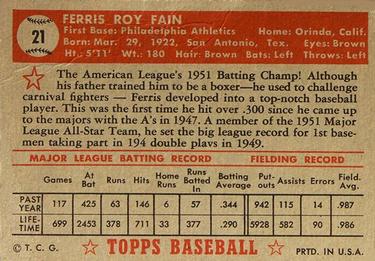 21
FERRIS ROY FAIN
First Base: Philadelphia Athletics Home: Orinda, Calif.
Born: Mar. 29, 1922, San Antonio, Tex. Eyes: Brown
Ht.: 5'11" Wt.: 180 Hair: Brown Bats: Left Throws: Left
The American League's 1951 Batting Champ! Although
his father trained him to be a boxer—he used to challenge
carnival fighters — Ferris developed into a top-notch baseball
player. This was the first time he hit over .300 since he came
up to the majors with the A's in 1947. A member of the 1951 Major
League All-Star Team, he set the big league record for 1st base-
men taking part in 194 double plays in 1949.
MAJOR LEAGUE BATTING RECORD FIELDING RECORD
Games At Bat Runs Hits Home Runs Runs Batted In Batting Average Put-outs Assists Errors Field. Avg.
PAST YEAR 117 425 63 146 6 57 .344 942 115 14 .987
LIFE-TIME 699 2453 378 711 33 377 .290 5928 582 90 .986
© T. C. G. TOPPS BASEBALL PRTD. IN U.S.A.